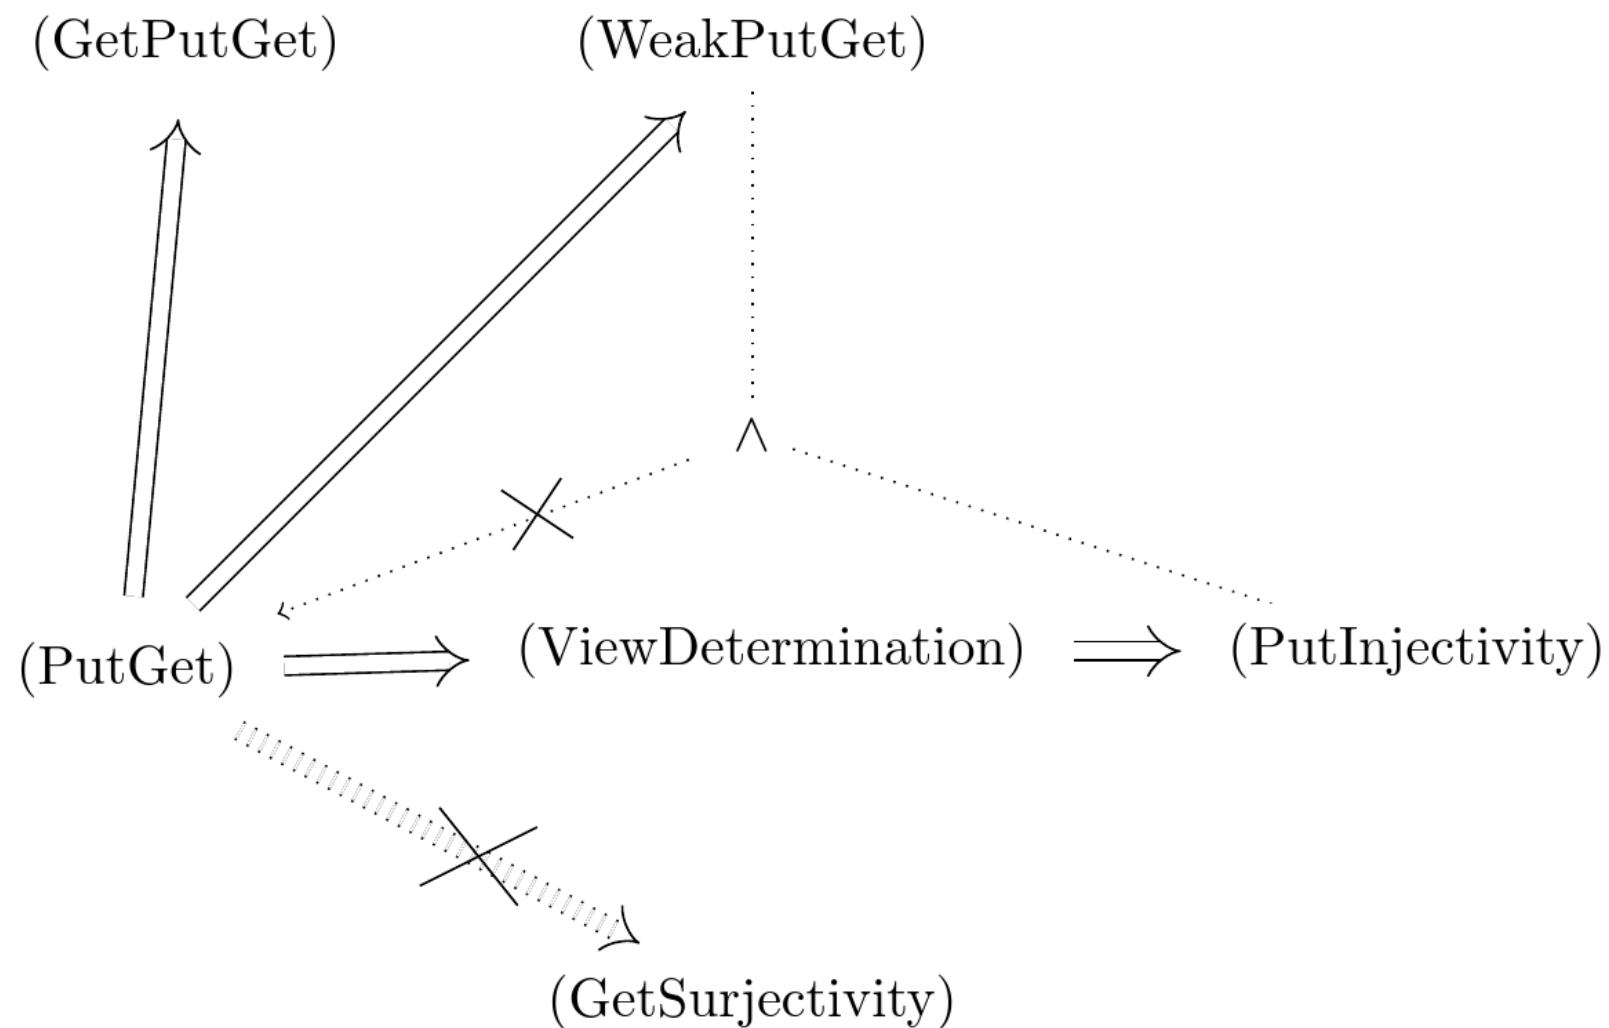 (GetPutGet) (WeakPutGet)
∧
(PutGet) (ViewDetermination) (PutInjectivity)
(GetSurjectivity)